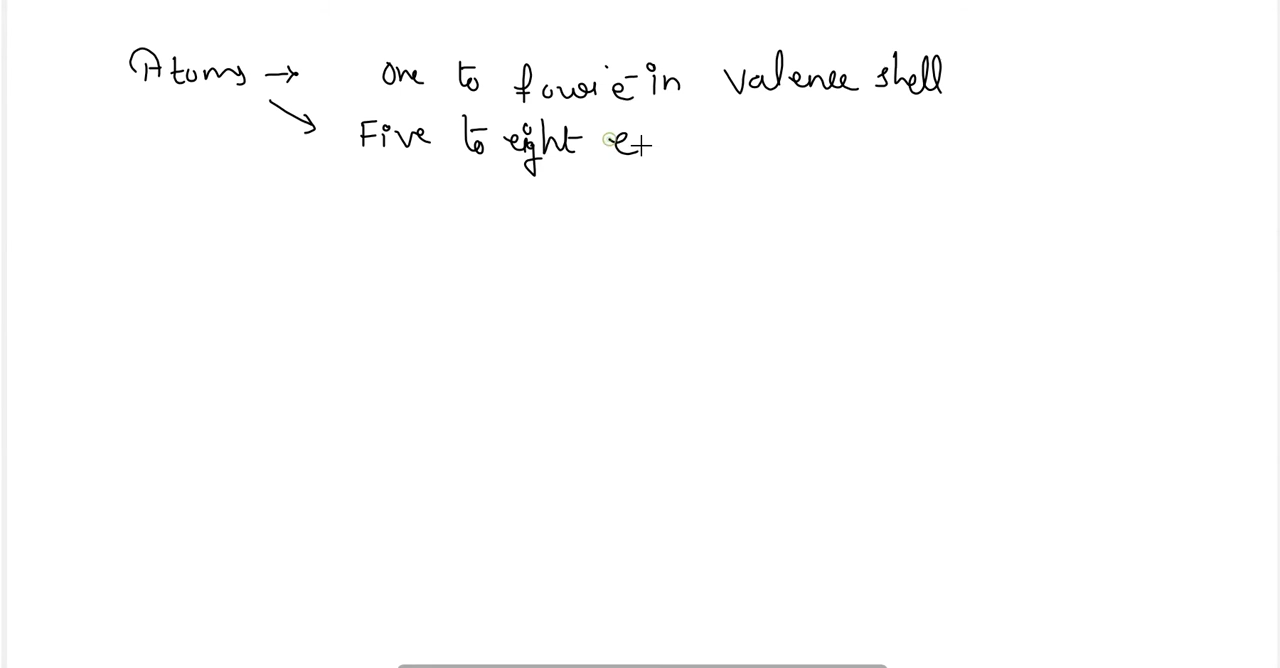 Atoms → one to four e⁻ in valence shell
↘ Five to eight e+